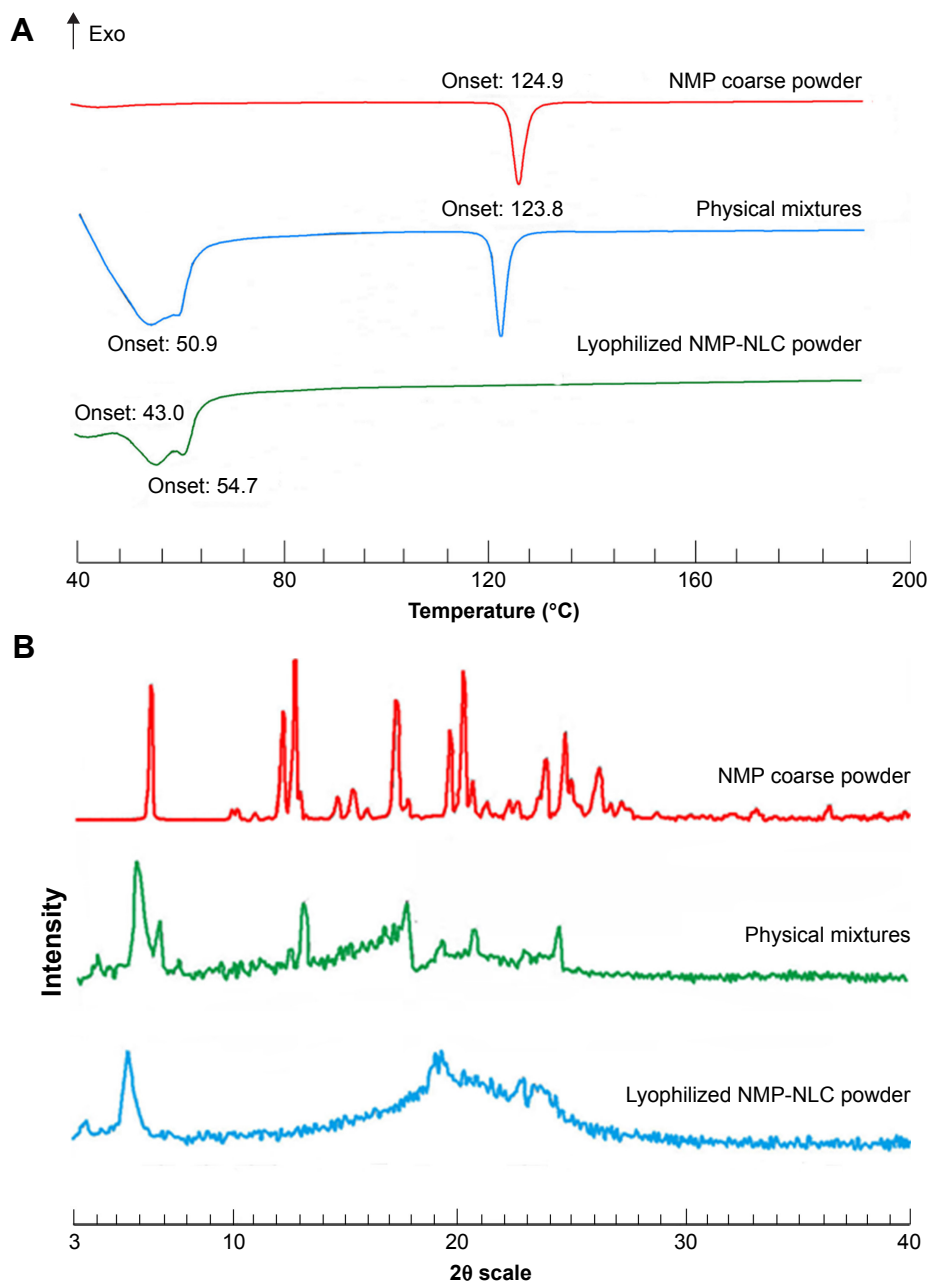 A
Exo
Onset: 124.9
NMP coarse powder
Onset: 123.8
Physical mixtures
Onset: 50.9
Lyophilized NMP-NLC powder
Onset: 43.0
Onset: 54.7
40 80 120 160 200
Temperature (°C)
B
NMP coarse powder
Physical mixtures
Intensity
Lyophilized NMP-NLC powder
3 10 20 30 40
2θ scale